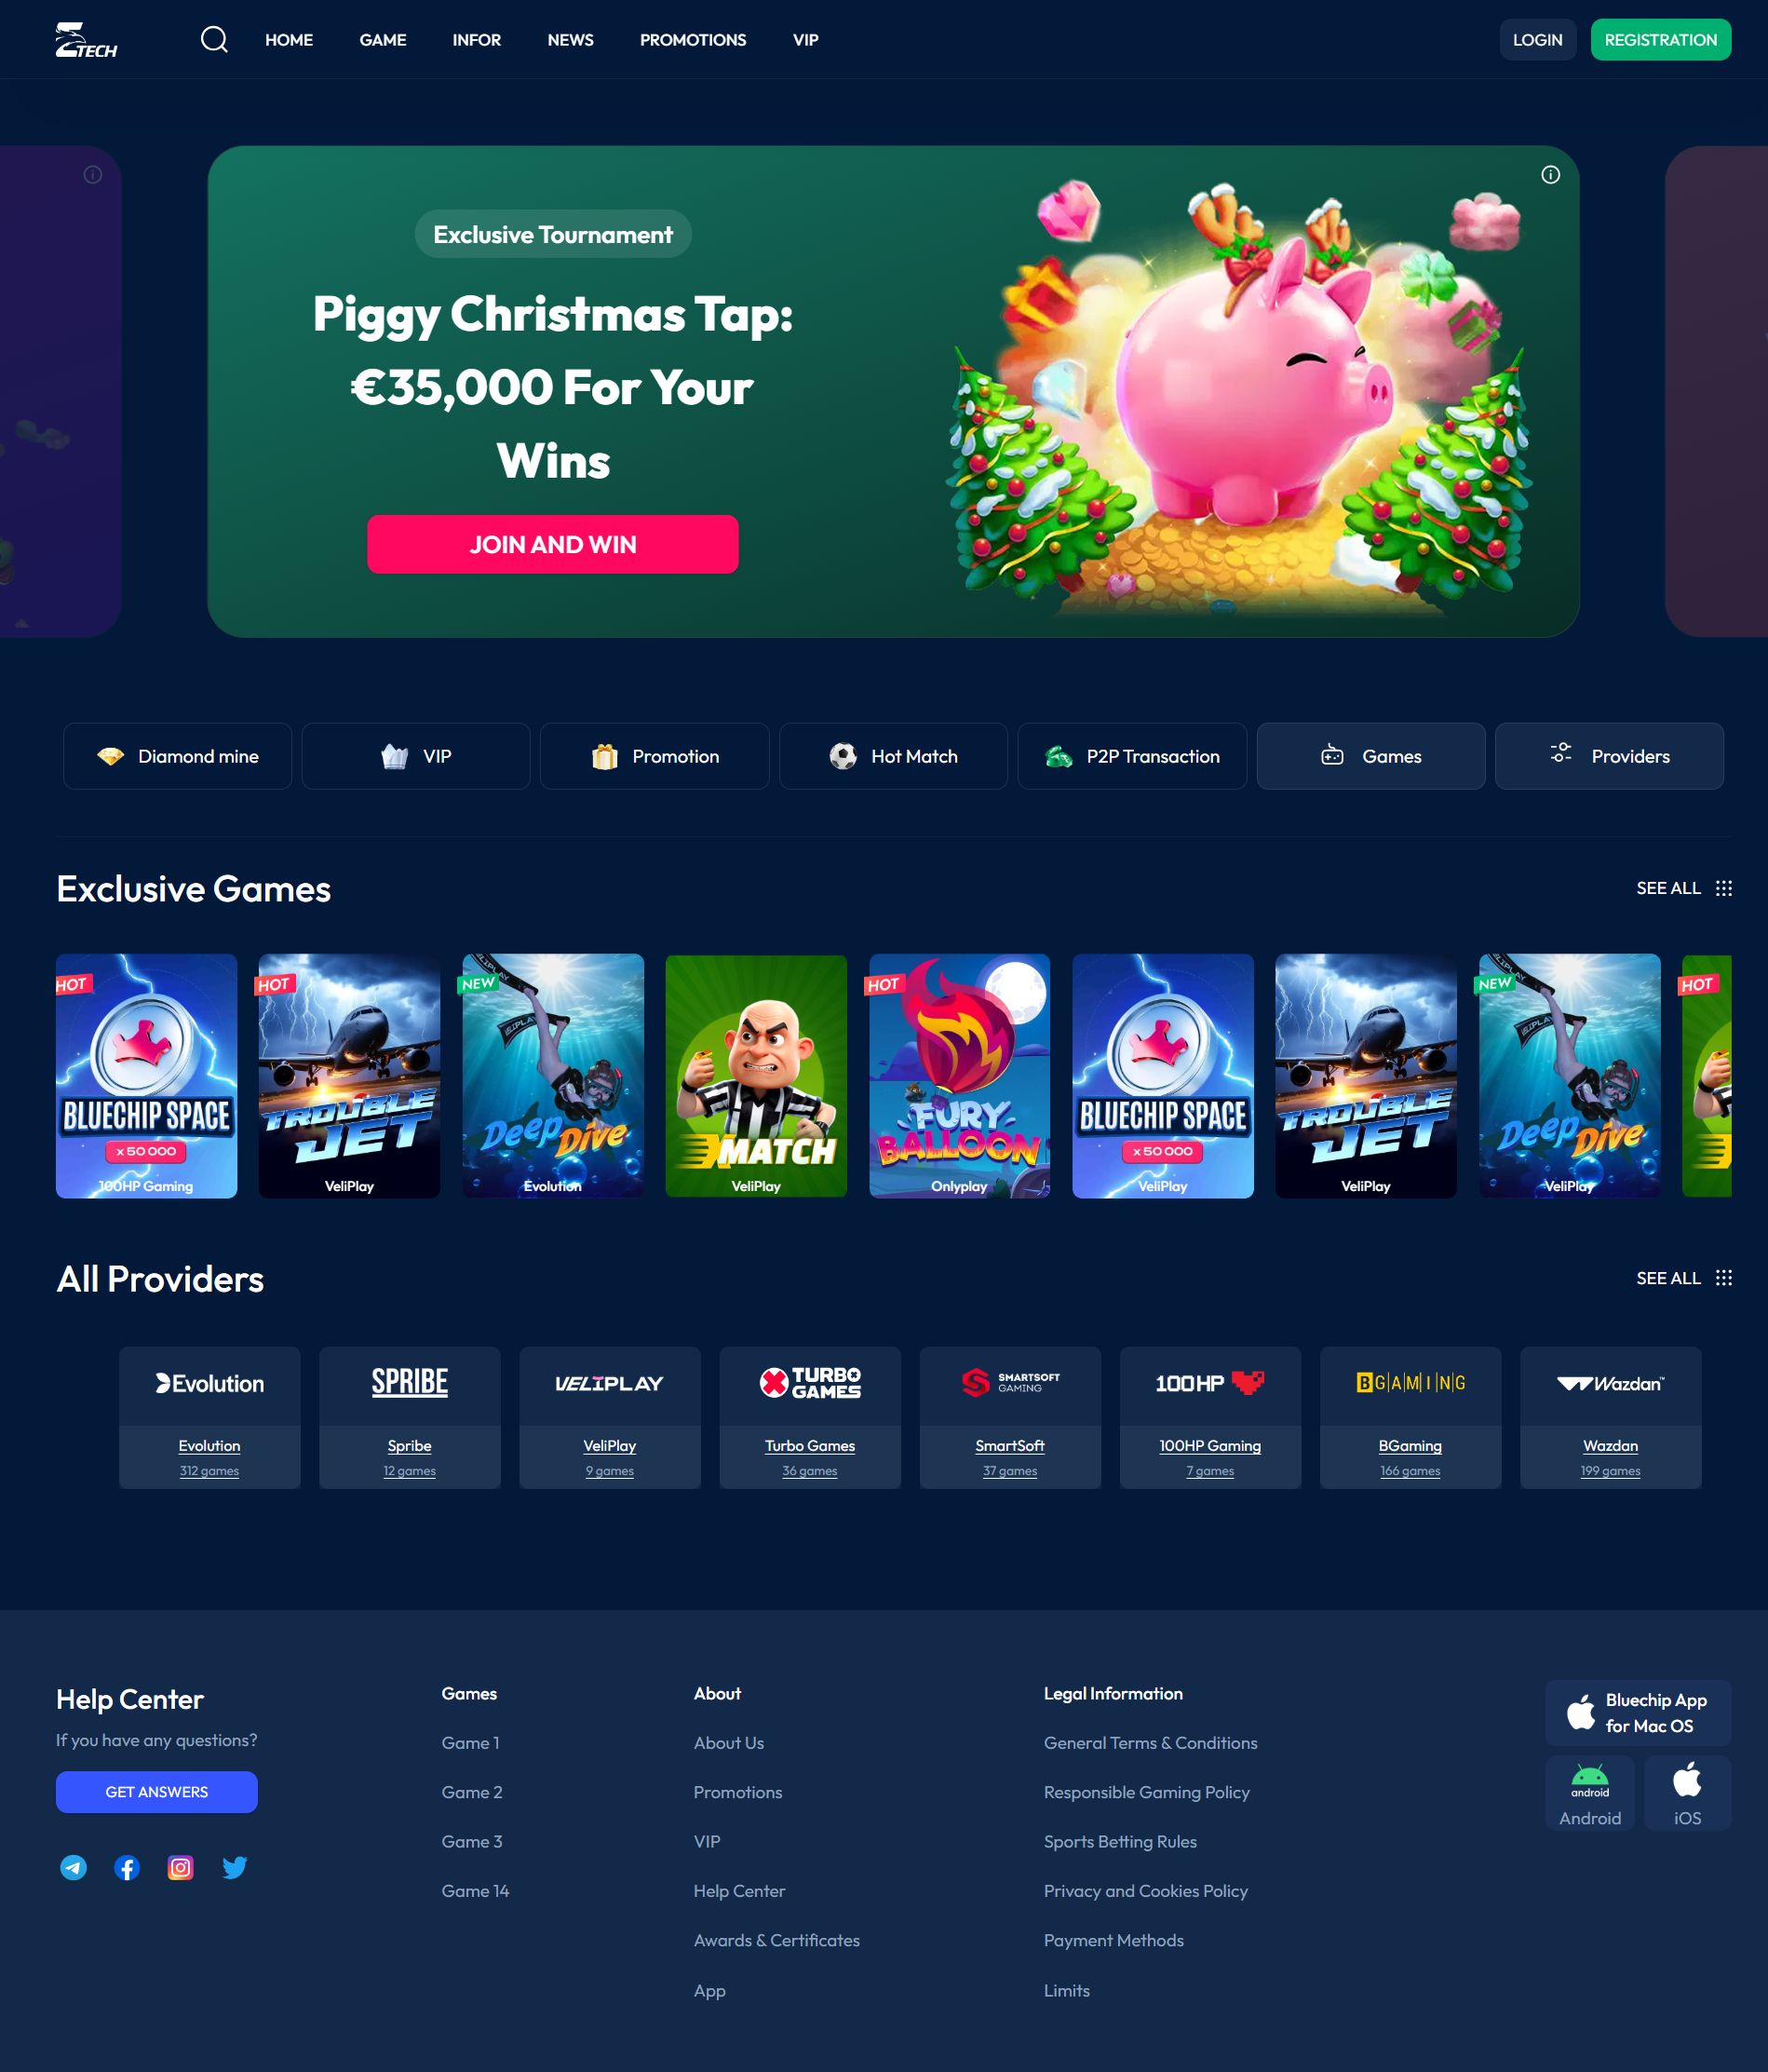 ZTECH
HOME GAME INFOR NEWS PROMOTIONS VIP
LOGIN REGISTRATION
Exclusive Tournament
Piggy Christmas Tap:
€35,000 For Your
Wins
JOIN AND WIN
Diamond mine VIP Promotion Hot Match P2P Transaction Games Providers
Exclusive Games
SEE ALL
HOT
BLUECHIP SPACE
x 50 000
100HP Gaming
HOT
TROUBLE
JET
VeliPlay
VELIPLAY
NEW
VELIPLAY
Deep
Dive
Evolution
MATCH
VeliPlay
HOT
FURY
BALLOON
Onlyplay
BLUECHIP SPACE
x 50 000
VeliPlay
TROUBLE
JET
VeliPlay
VELIPLAY
NEW
VELIPLAY
Deep
Dive
VeliPlay
HOT
All Providers
SEE ALL
Evolution
Evolution
312 games
SPRIBE
Spribe
12 games
VELIPLAY
VeliPlay
9 games
TURBO
GAMES
Turbo Games
36 games
SMARTSOFT
GAMING
SmartSoft
37 games
100HP
100HP Gaming
7 games
BGAMING
BGaming
166 games
Wazdan™
Wazdan
199 games
Help Center
If you have any questions?
GET ANSWERS
Games
Game 1
Game 2
Game 3
Game 14
About
About Us
Promotions
VIP
Help Center
Awards & Certificates
App
Legal Information
General Terms & Conditions
Responsible Gaming Policy
Sports Betting Rules
Privacy and Cookies Policy
Payment Methods
Limits
Bluechip App
for Mac OS
android
Android
iOS